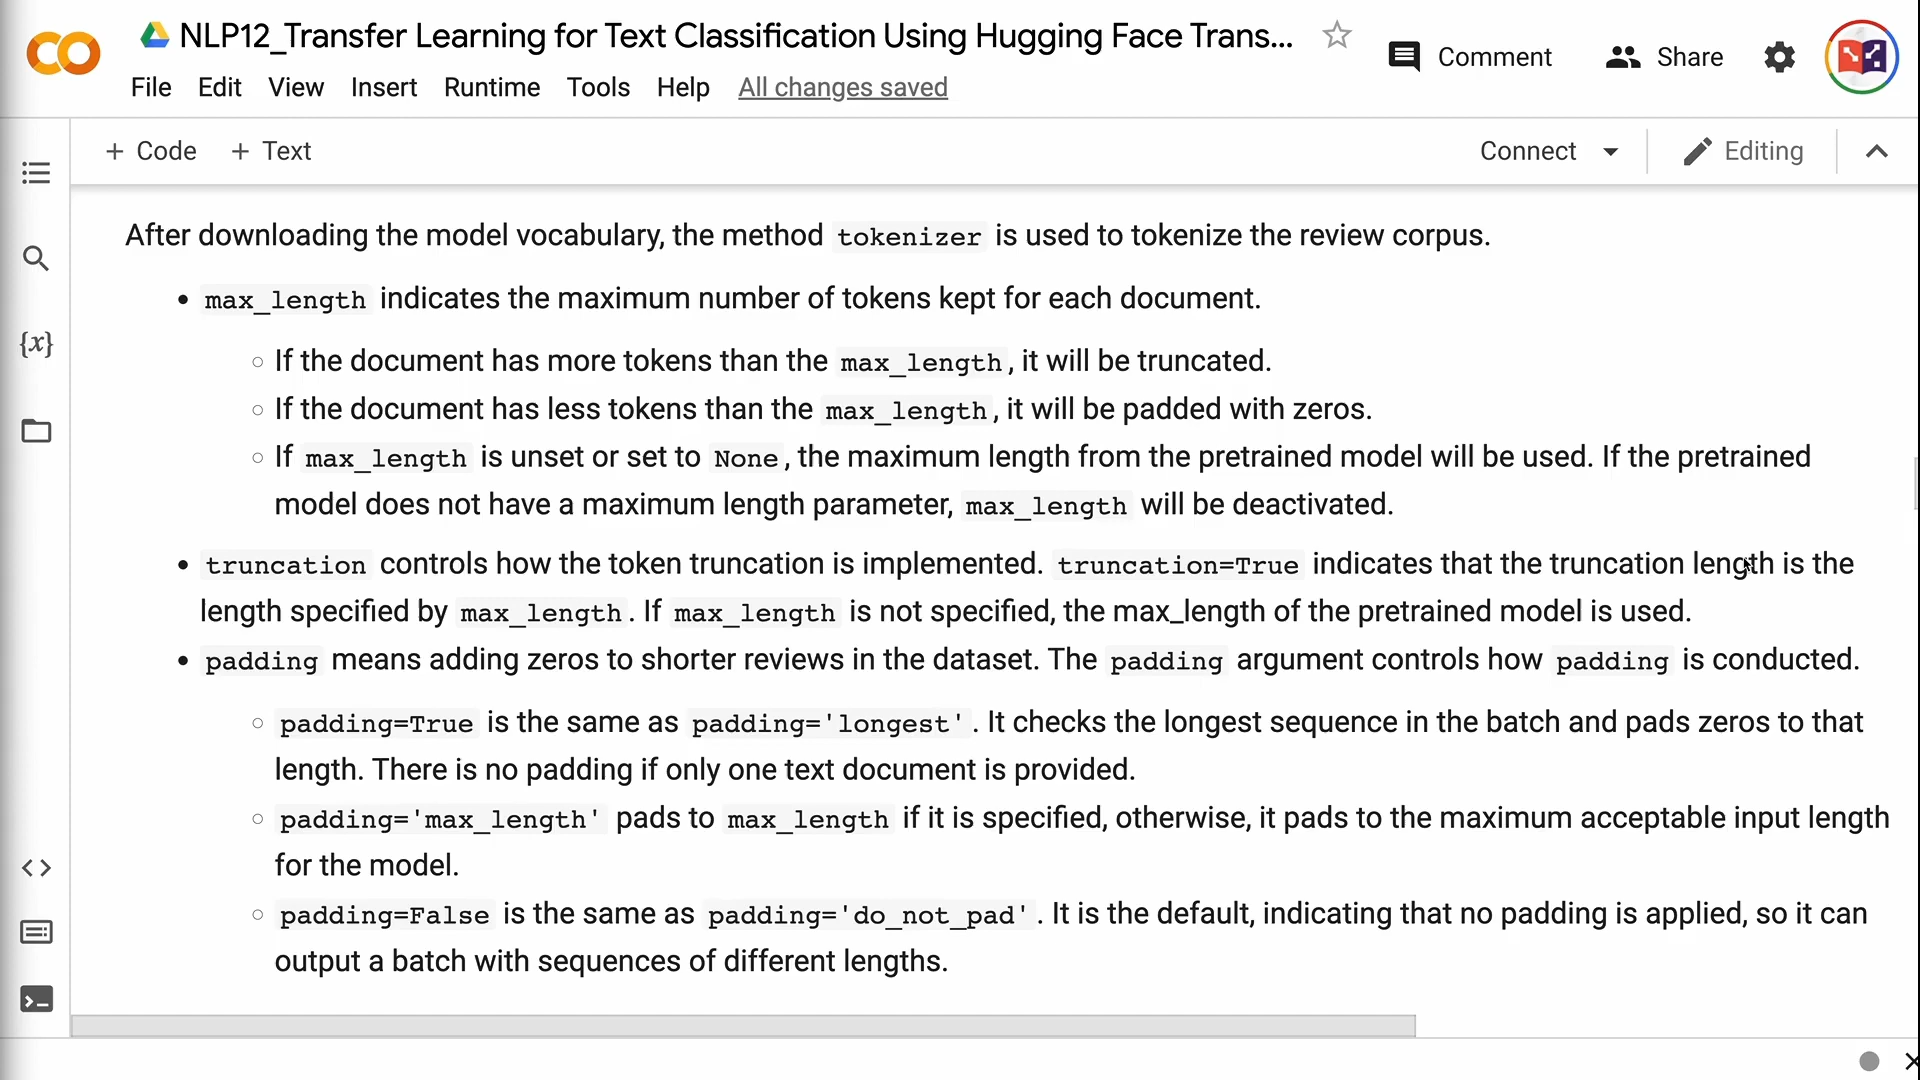 NLP12_Transfer Learning for Text Classification Using Hugging Face Trans...
Comment
Share
File Edit View Insert Runtime Tools Help All changes saved
+ Code + Text
Connect
Editing
After downloading the model vocabulary, the method tokenizer is used to tokenize the review corpus.
• max_length indicates the maximum number of tokens kept for each document.
○ If the document has more tokens than the max_length, it will be truncated.
○ If the document has less tokens than the max_length, it will be padded with zeros.
○ If max_length is unset or set to None, the maximum length from the pretrained model will be used. If the pretrained
model does not have a maximum length parameter, max_length will be deactivated.
• truncation controls how the token truncation is implemented. truncation=True indicates that the truncation length is the
length specified by max_length. If max_length is not specified, the max_length of the pretrained model is used.
• padding means adding zeros to shorter reviews in the dataset. The padding argument controls how padding is conducted.
○ padding=True is the same as padding='longest'. It checks the longest sequence in the batch and pads zeros to that
length. There is no padding if only one text document is provided.
○ padding='max_length' pads to max_length if it is specified, otherwise, it pads to the maximum acceptable input length
for the model.
○ padding=False is the same as padding='do_not_pad'. It is the default, indicating that no padding is applied, so it can
output a batch with sequences of different lengths.
{x}